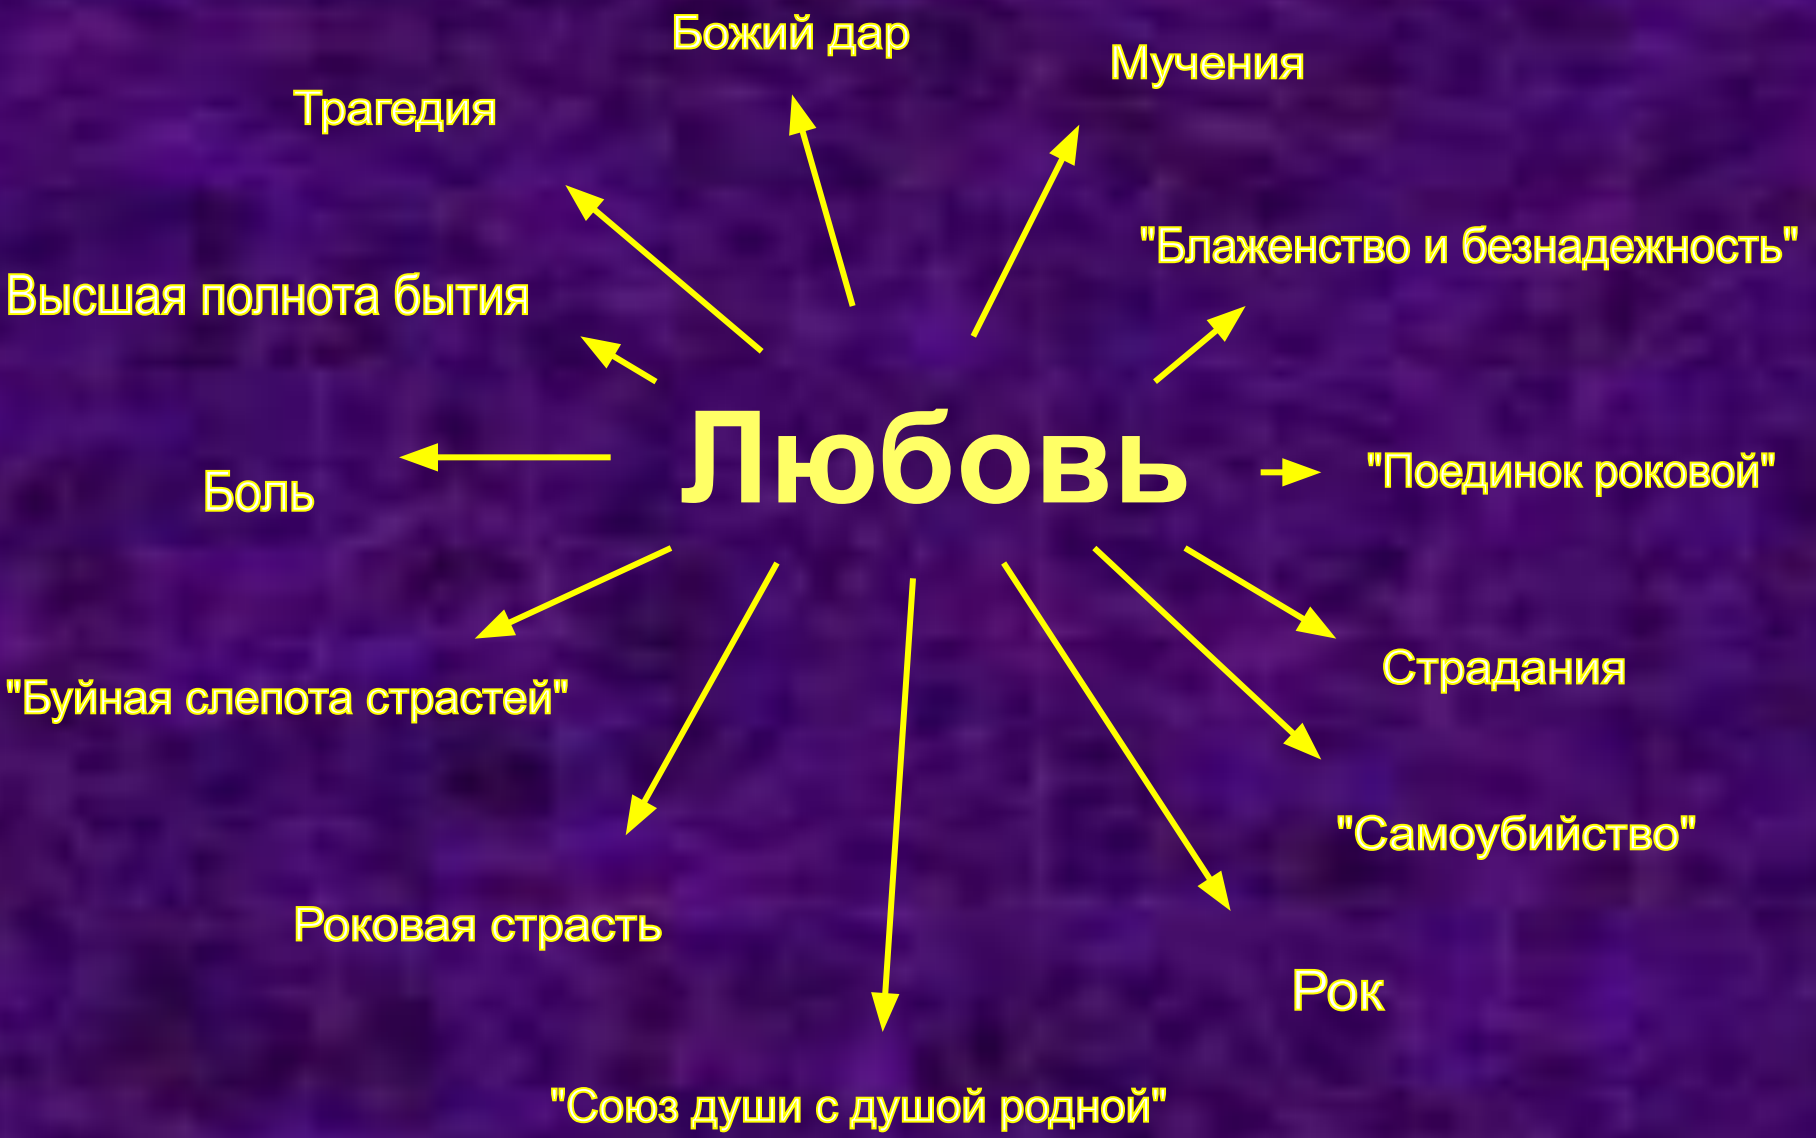 Божий дар
Мучения
Трагедия
"Блаженство и безнадежность"
Высшая полнота бытия
Любовь
"Поединок роковой"
Боль
Страдания
"Буйная слепота страстей"
"Самоубийство"
Роковая страсть
Рок
"Союз души с душой родной"